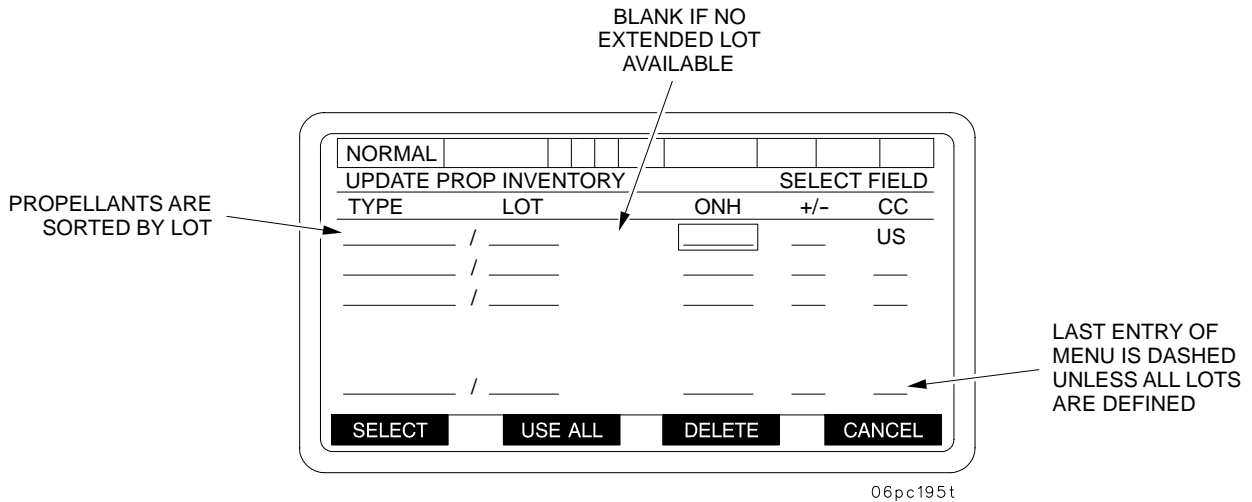 BLANK IF NO
EXTENDED LOT
AVAILABLE
NORMAL
UPDATE PROP INVENTORY SELECT FIELD
TYPE LOT ONH +/− CC
PROPELLANTS ARE
SORTED BY LOT
/ US
/
/
/
LAST ENTRY OF
MENU IS DASHED
UNLESS ALL LOTS
ARE DEFINED
SELECT USE ALL DELETE CANCEL
06pc195t